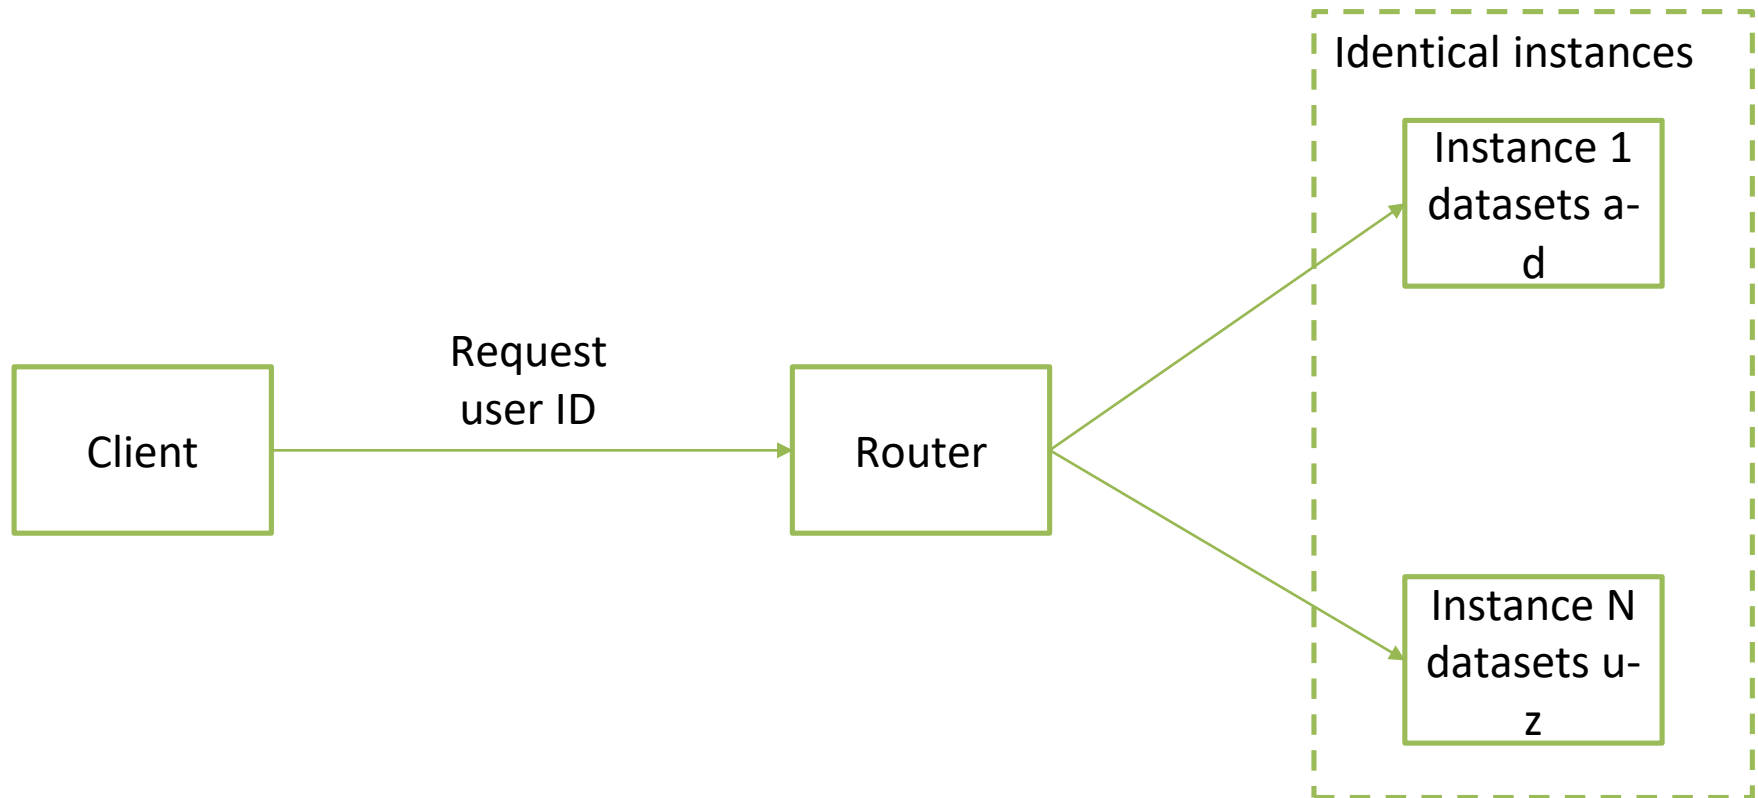 Identical instances
Instance 1
datasets a-
d
Request
user ID
Client
Router
Instance N
datasets u-
z